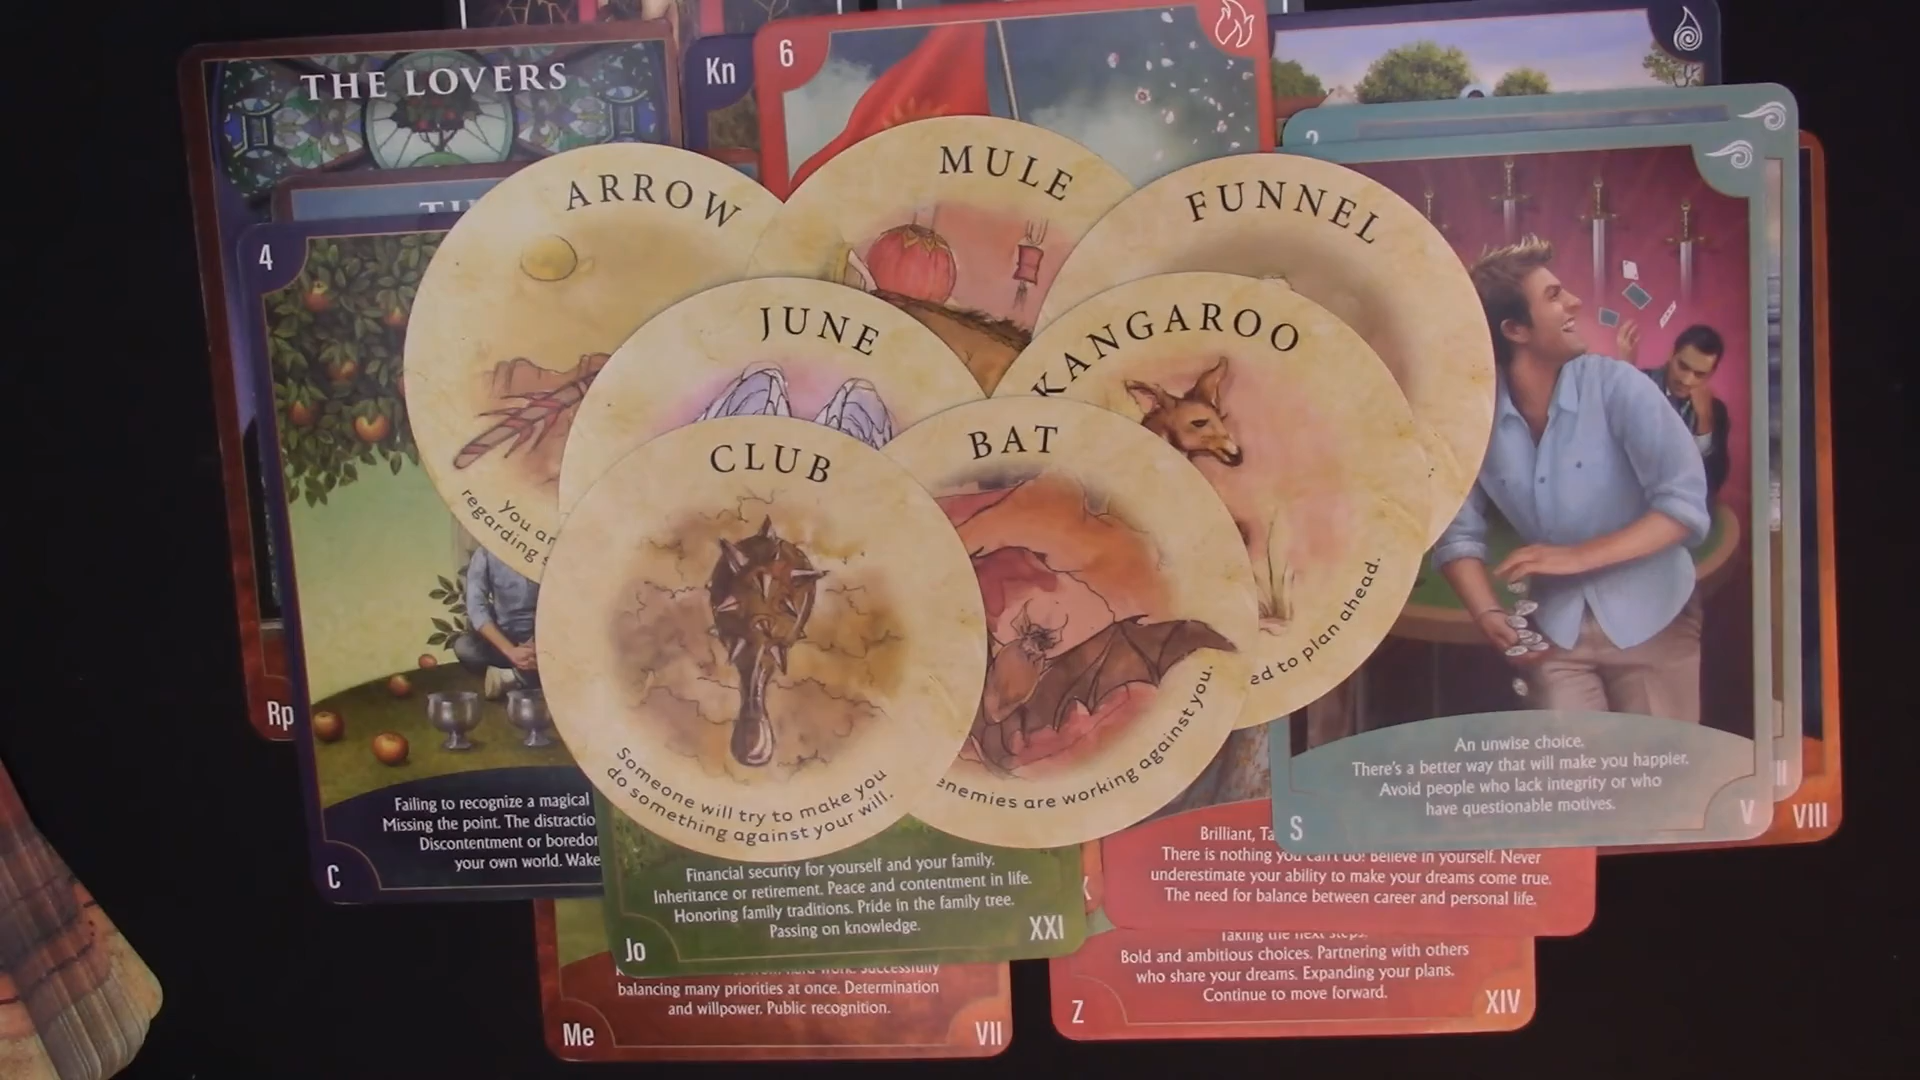 THE LOVERS
Kn
6
4
ARROW
MULE
FUNNEL
JUNE
KANGAROO
CLUB
BAT
You
regarding
Someone will try to make you
do something against your will.
enemies are working against you.
to plan ahead.
Rp
Failing to recognize a magical
Missing the point. The
Discontentment or
your own world. Wake
C
Financial security for yourself and your family.
Inheritance or retirement. Peace and contentment in life.
Honoring family traditions. Pride in the family tree.
Passing on knowledge.
Jo
XXI
Successfully
balancing many priorities at once. Determination
and willpower. Public recognition.
Me
VII
Brilliant,
There is nothing you can't do! Believe in yourself. Never
underestimate your ability to make your dreams come true.
The need for balance between career and personal life.
Taking the next steps.
Bold and ambitious choices. Partnering with others
who share your dreams. Expanding your plans.
Continue to move forward.
Z
XIV
An unwise choice.
There's a better way that will make you happier.
Avoid people who lack integrity or who
have questionable motives.
S
V
VIII